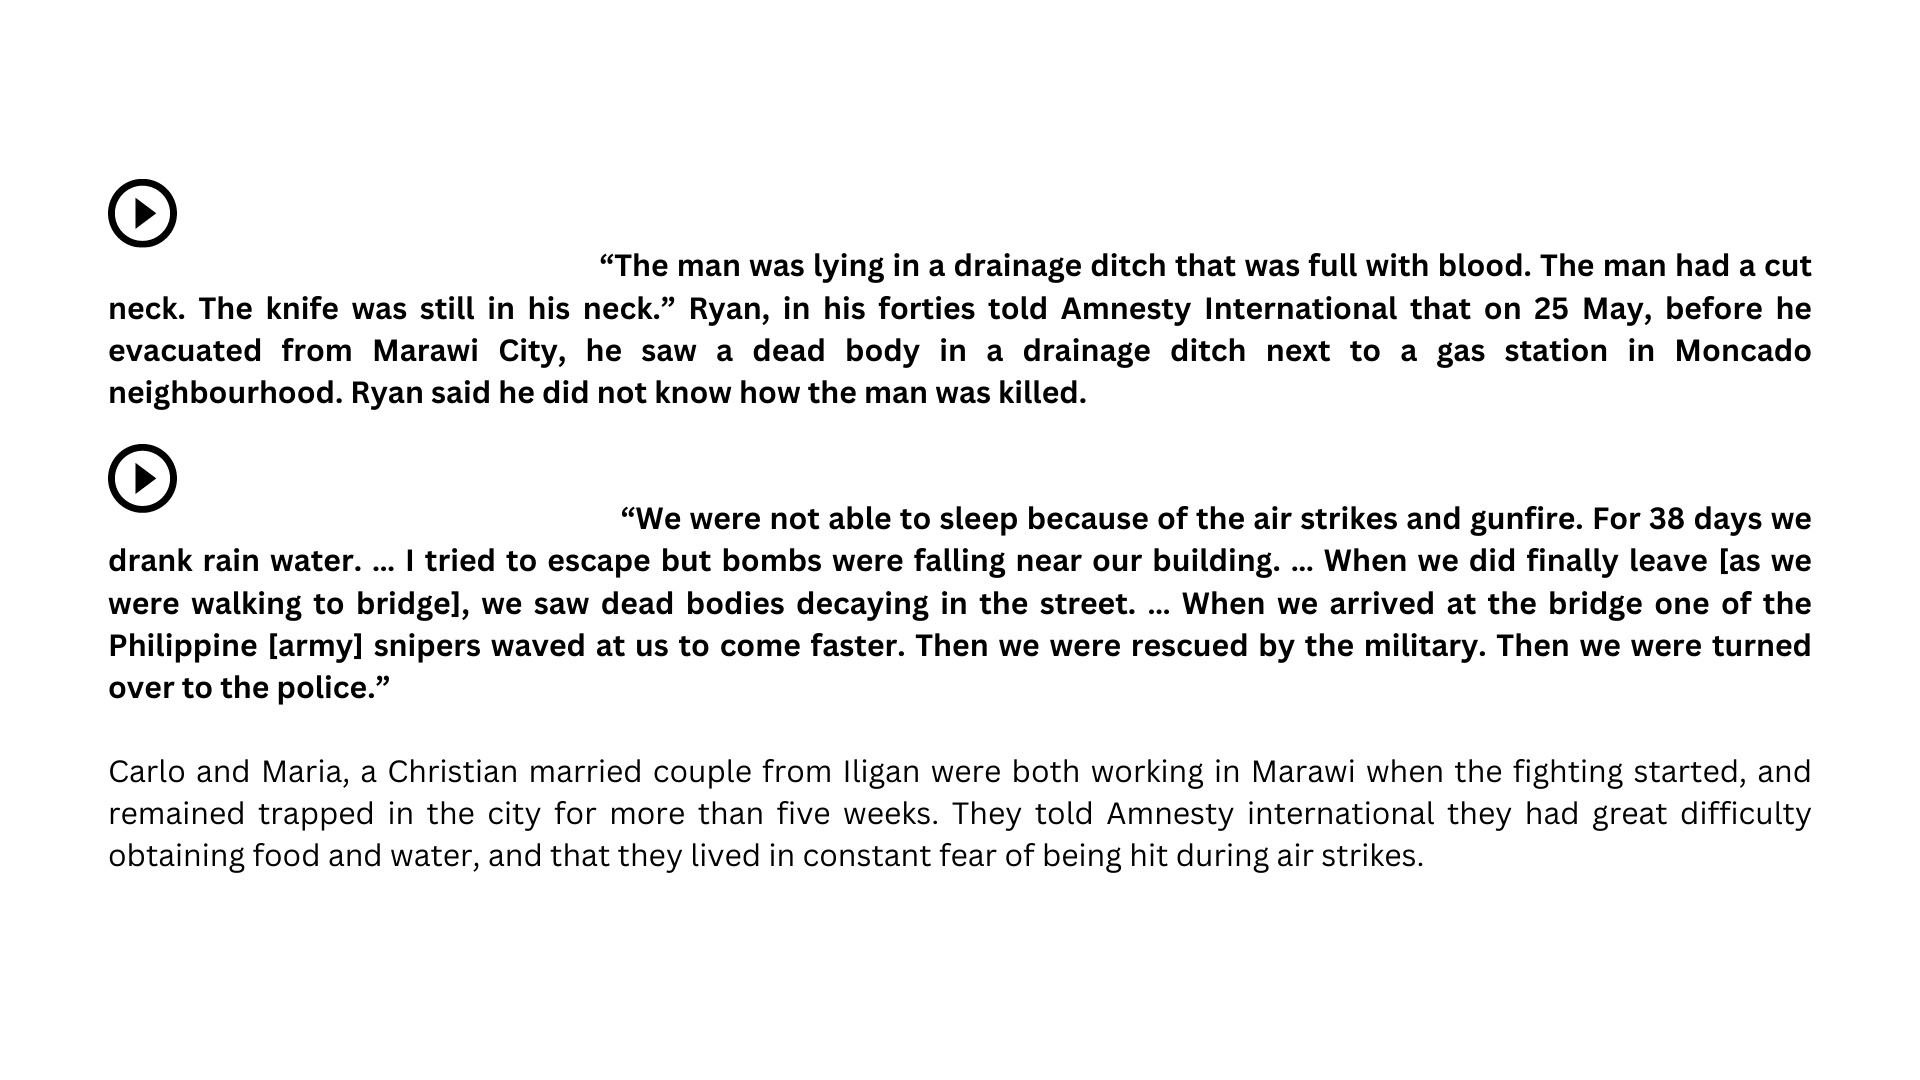 “The man was lying in a drainage ditch that was full with blood. The man had a cut
neck. The knife was still in his neck.” Ryan, in his forties told Amnesty International that on 25 May, before he
evacuated from Marawi City, he saw a dead body in a drainage ditch next to a gas station in Moncado
neighbourhood. Ryan said he did not know how the man was killed.
“We were not able to sleep because of the air strikes and gunfire. For 38 days we
drank rain water. ... I tried to escape but bombs were falling near our building. ... When we did finally leave [as we
were walking to bridge], we saw dead bodies decaying in the street. ... When we arrived at the bridge one of the
Philippine [army] snipers waved at us to come faster. Then we were rescued by the military. Then we were turned
over to the police.”
Carlo and Maria, a Christian married couple from Iligan were both working in Marawi when the fighting started, and
remained trapped in the city for more than five weeks. They told Amnesty international they had great difficulty
obtaining food and water, and that they lived in constant fear of being hit during air strikes.